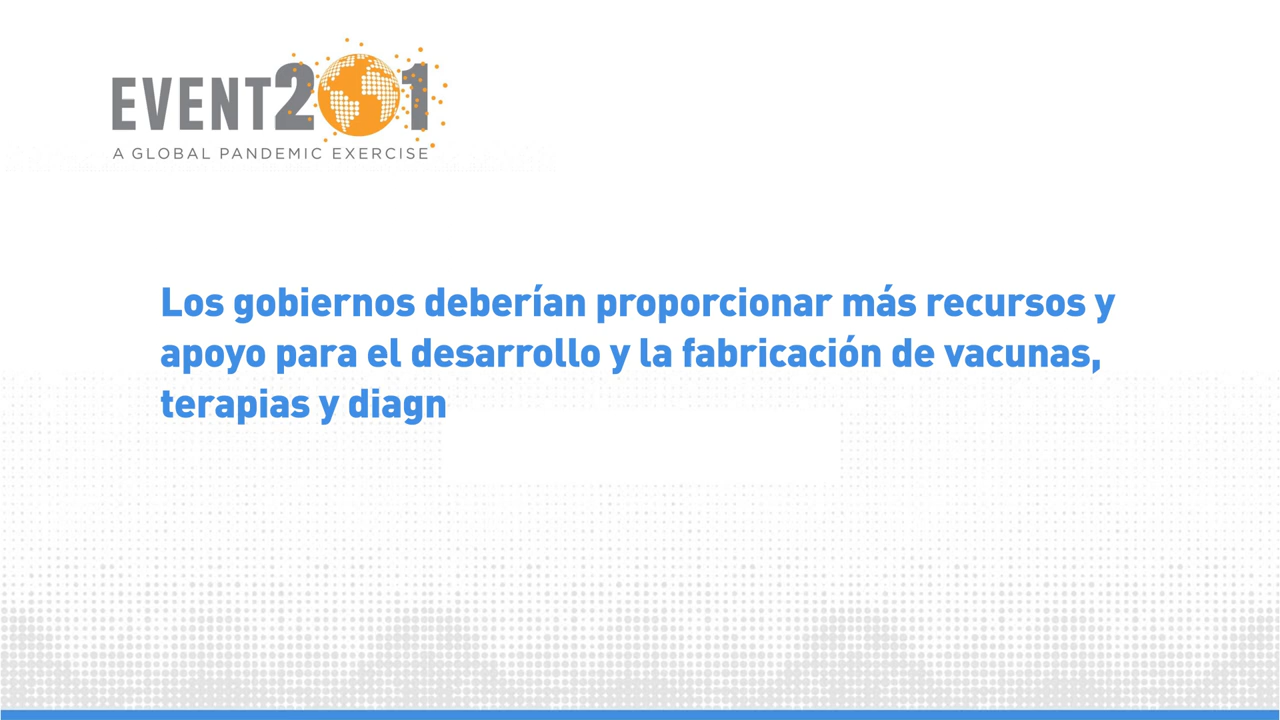 EVENT201
A GLOBAL PANDEMIC EXERCISE
Los gobiernos deberían proporcionar más recursos y
apoyo para el desarrollo y la fabricación de vacunas,
terapias y diagn